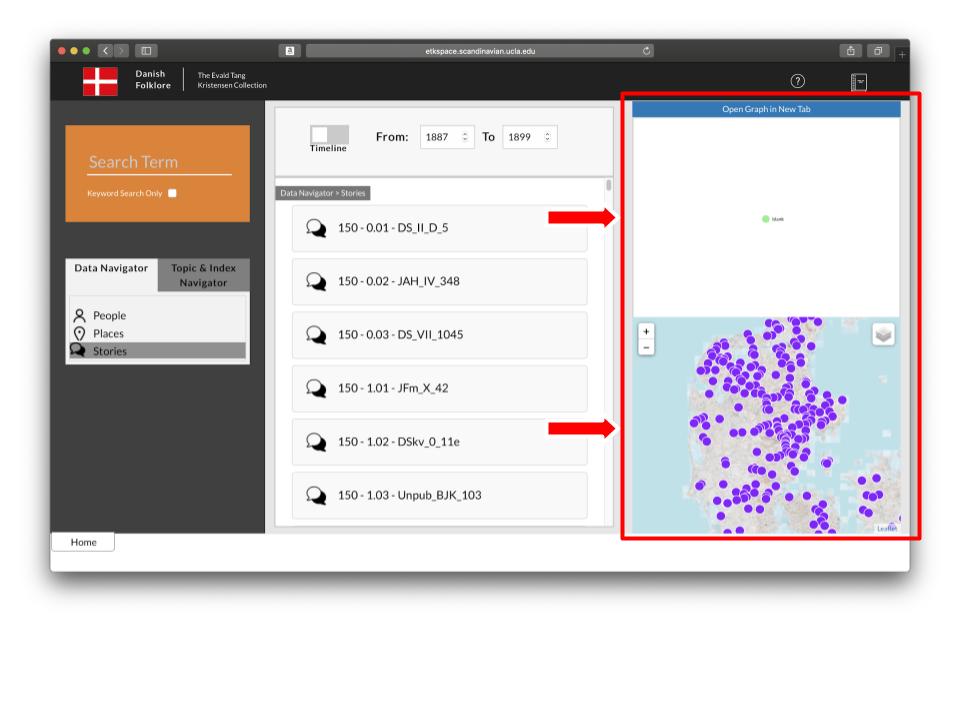 etkspace.scandinavian.ucla.edu
Danish
Folklore
The Evald Tang
Kristensen Collection
?
Search Term
Keyword Search Only
Data Navigator
Topic & Index
Navigator
People
Places
Stories
Timeline
From: 1887 To 1899
Data Navigator > Stories
150 - 0.01 - DS_II_D_5
150 - 0.02 - JAH_IV_348
150 - 0.03 - DS_VII_1045
150 - 1.01 - JFm_X_42
150 - 1.02 - DSkv_0_11e
150 - 1.03 - Unpub_BJK_103
Open Graph in New Tab
blank
+
−
Leaflet
Home